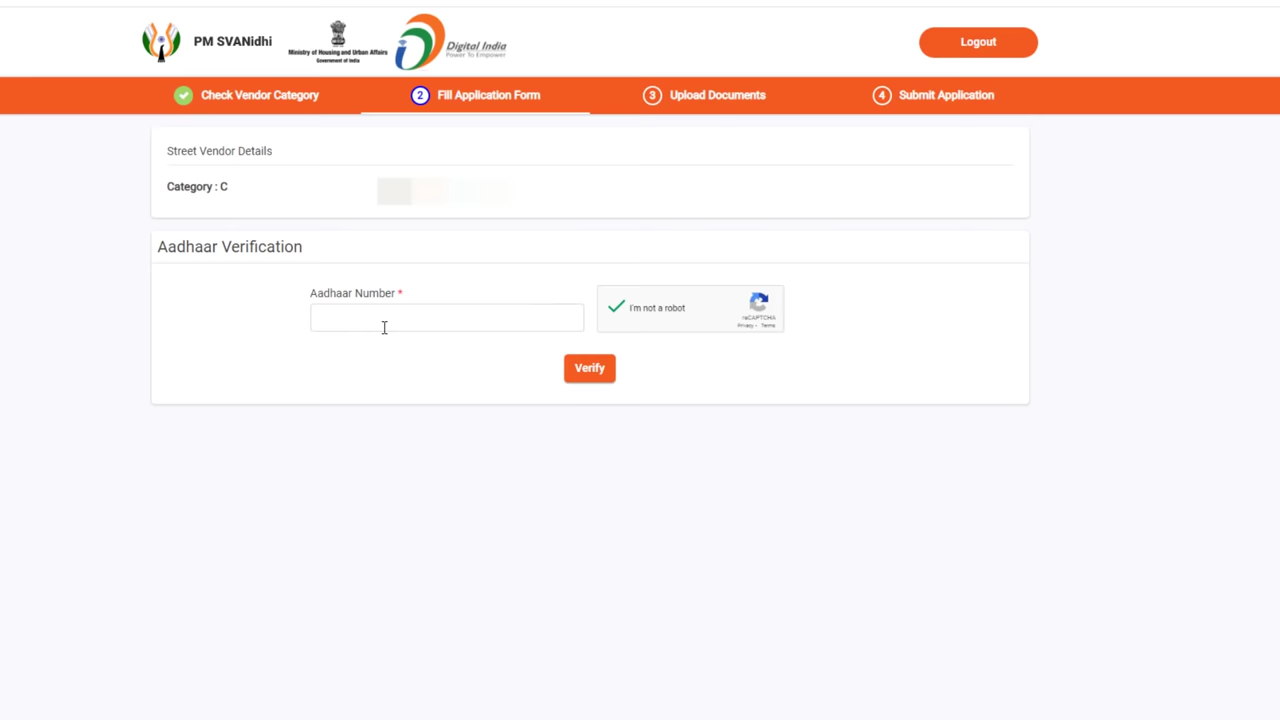 PM SVANidhi
Ministry of Housing and Urban Affairs
Government of India
Digital India
Power To Empower
Logout
Check Vendor Category
2 Fill Application Form
3 Upload Documents
4 Submit Application
Street Vendor Details
Category : C
Aadhaar Verification
Aadhaar Number *
I'm not a robot
reCAPTCHA
Privacy - Terms
Verify